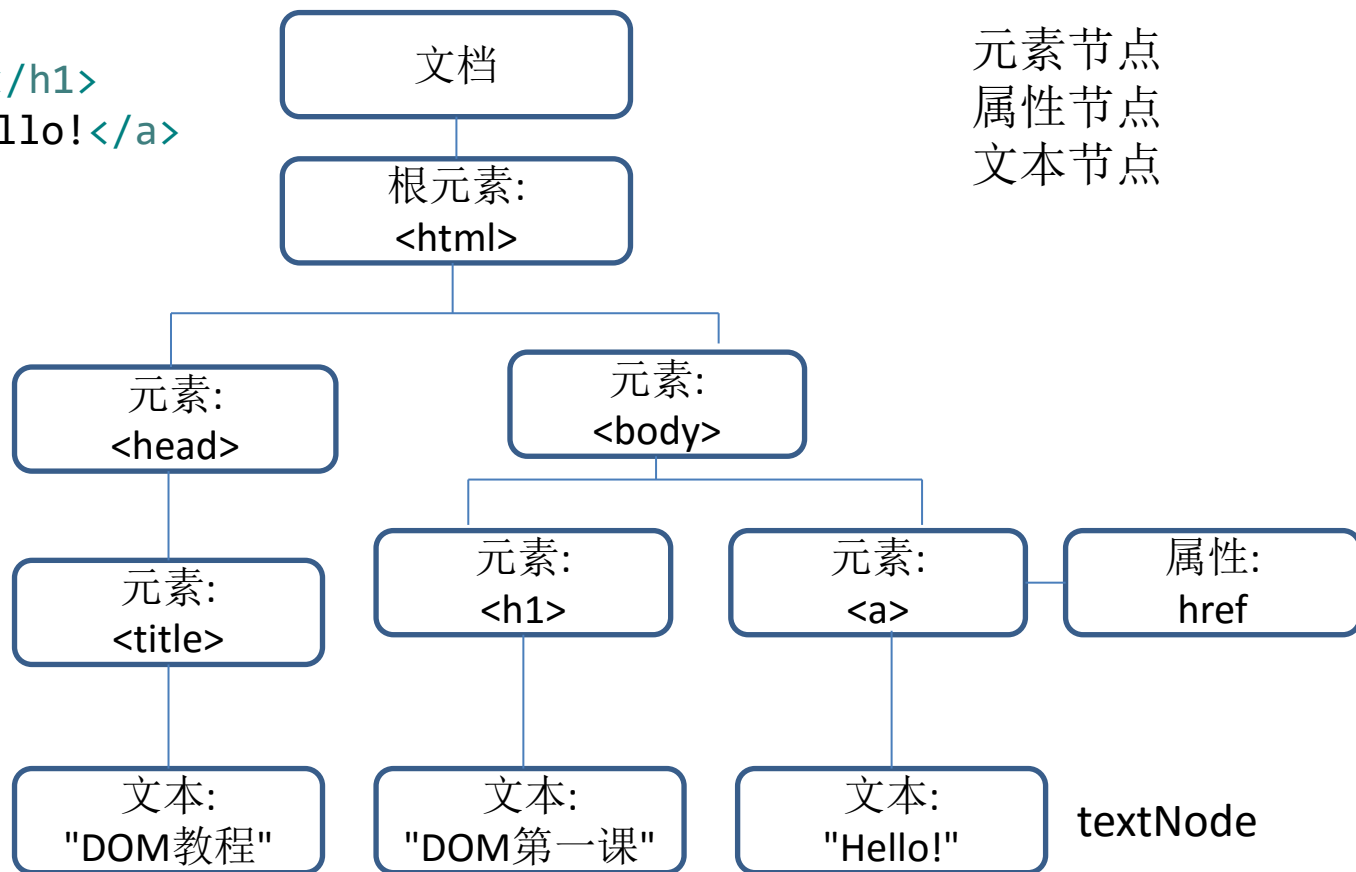 /h1>
llo!</a>
文档
元素节点
属性节点
文本节点
根元素:
<html>
元素:
<head>
元素:
<body>
元素:
<title>
元素:
<h1>
元素:
<a>
属性:
href
文本:
"DOM教程"
文本:
"DOM第一课"
文本:
"Hello!"
textNode